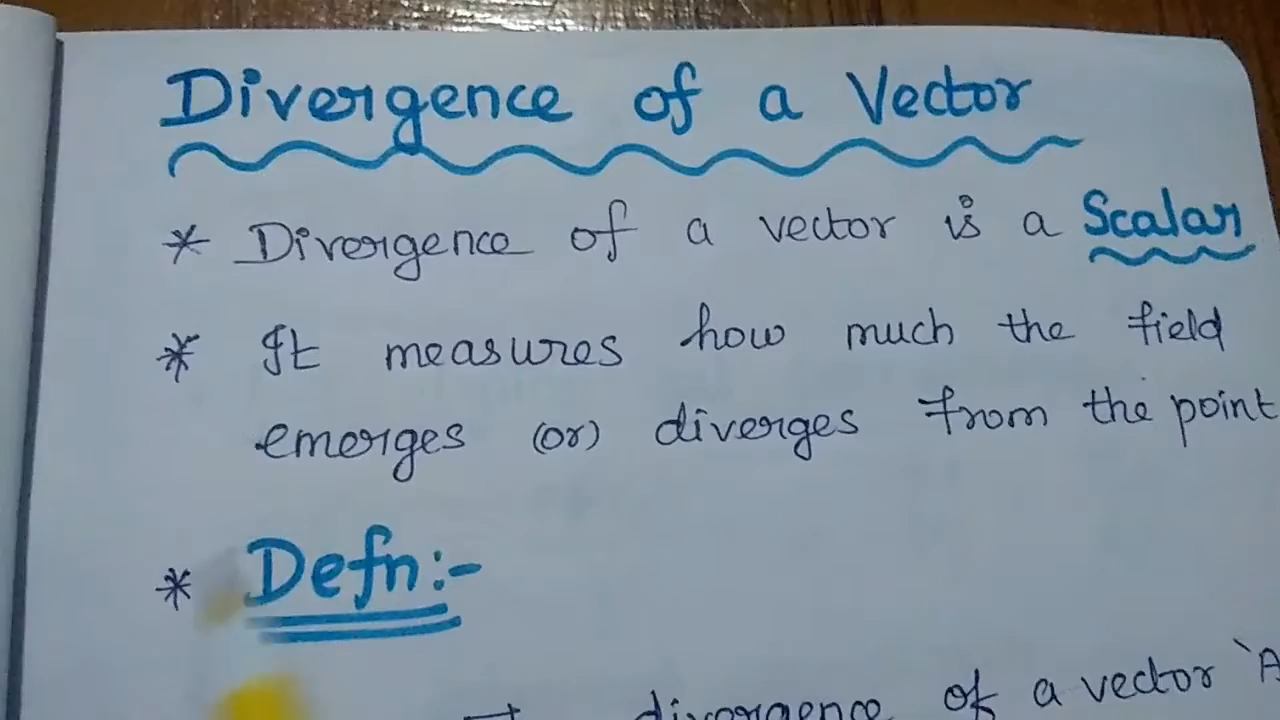 Divergence of a Vector
* Divergence of a vector is a Scalar
* It measures how much the field
emerges (or) diverges from the point
* Defn:-
divergence of a vector 'A